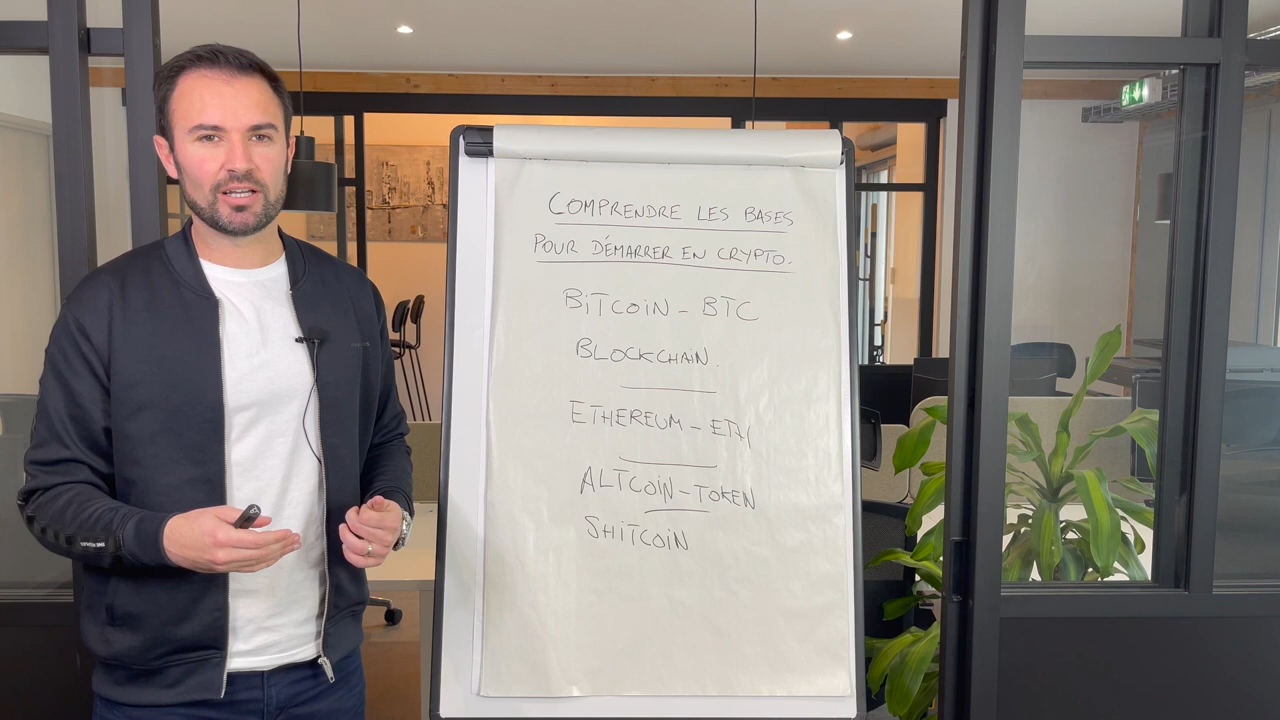 COMPRENDRE LES BASES
POUR DÉMARRER EN CRYPTO.
BITCOIN - BTC
BLOCKCHAIN.
ETHEREUM - ETH
ALTCOIN - TOKEN
SHITCOIN